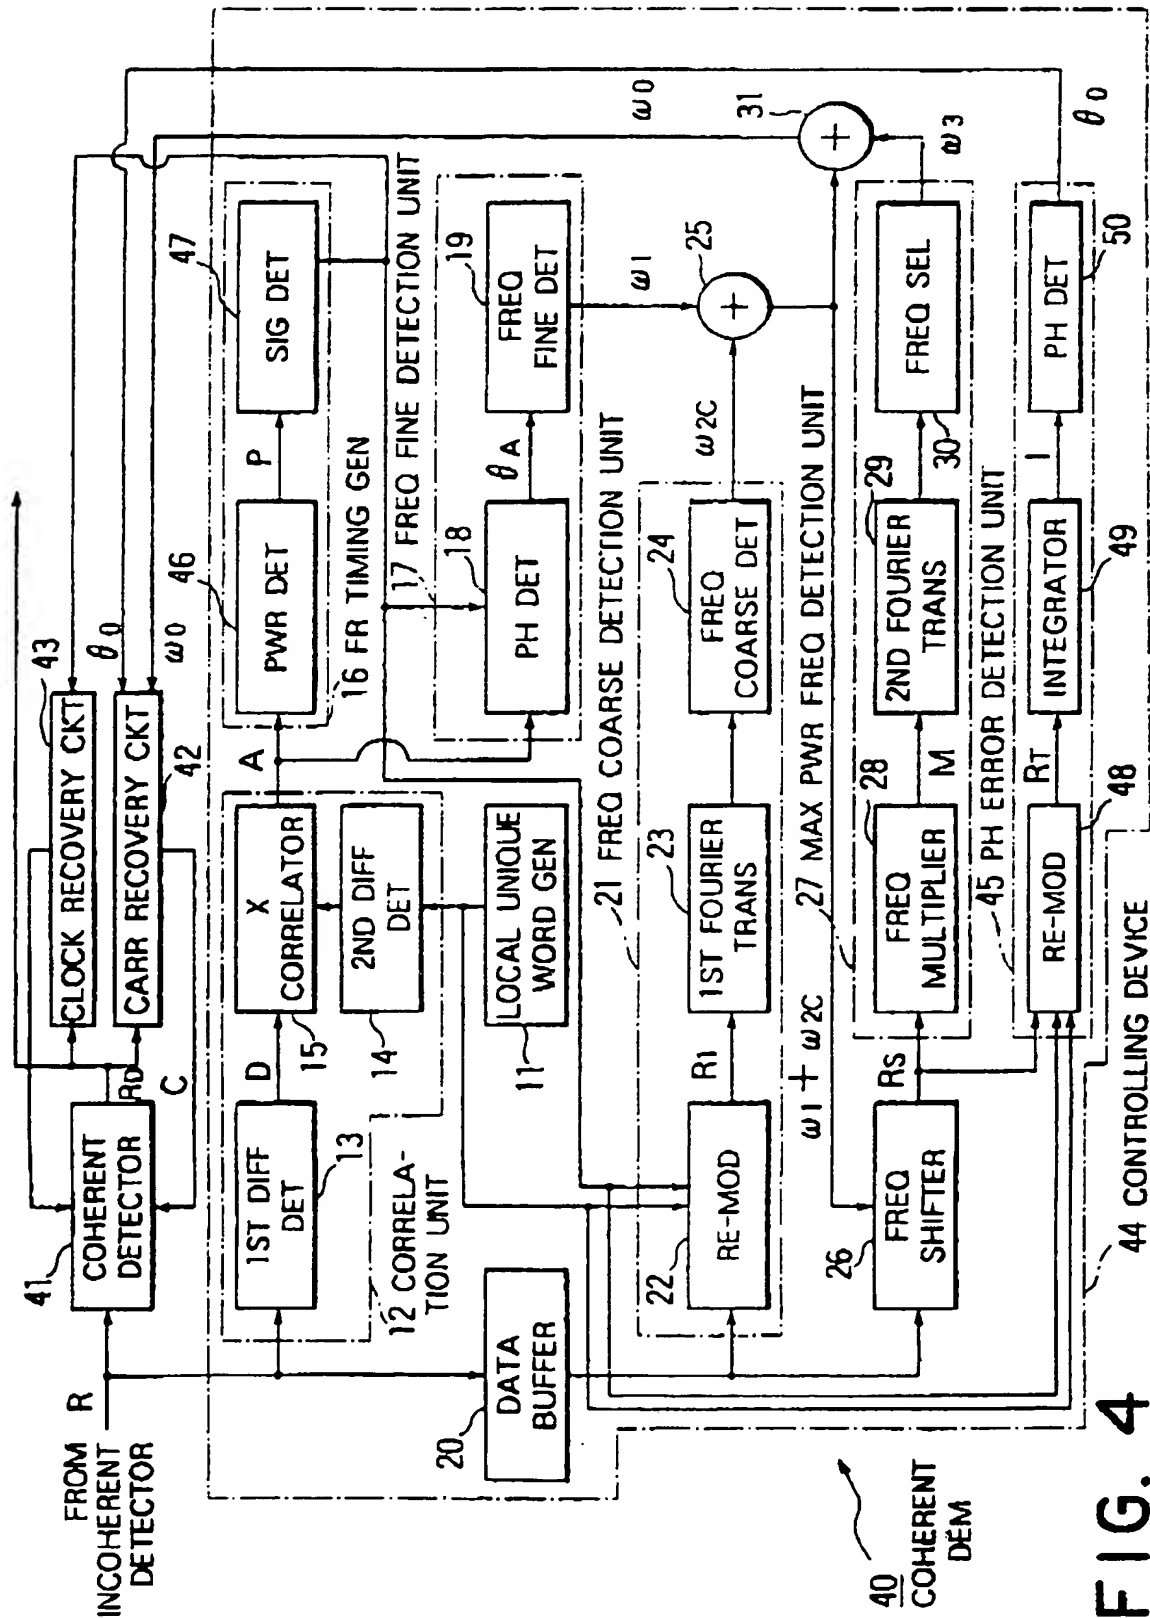 FROM
INCOHERENT
DETECTOR
R
41
COHERENT
DETECTOR
RD
C
43
CLOCK RECOVERY CKT
CARR RECOVERY CKT
42
θ0
ω0
1ST DIFF
DET
13
D
X
CORRELATOR
15
2ND DIFF
DET
14
12 CORRELA-
TION UNIT
A
46
PWR DET
P
47
SIG DET
16 FR TIMING GEN
LOCAL UNIQUE
WORD GEN
11
17 FREQ FINE DETECTION UNIT
18
PH DET
θA
19
FREQ
FINE DET
ω1
20
DATA
BUFFER
21 FREQ COARSE DETECTION UNIT
22
RE-MOD
R1
23
1ST FOURIER
TRANS
24
FREQ
COARSE DET
ω2C
25
+
ω1 + ω2C
27 MAX PWR FREQ DETECTION UNIT
26
FREQ
SHIFTER
RS
28
FREQ
MULTIPLIER
M
29
2ND FOURIER
TRANS
30
FREQ SEL
ω3
31
+
ω0
45 PH ERROR DETECTION UNIT
RE-MOD
48
RT
INTEGRATOR
49
I
PH DET
50
θ0
44 CONTROLLING DEVICE
40
COHERENT
DEM
FIG. 4